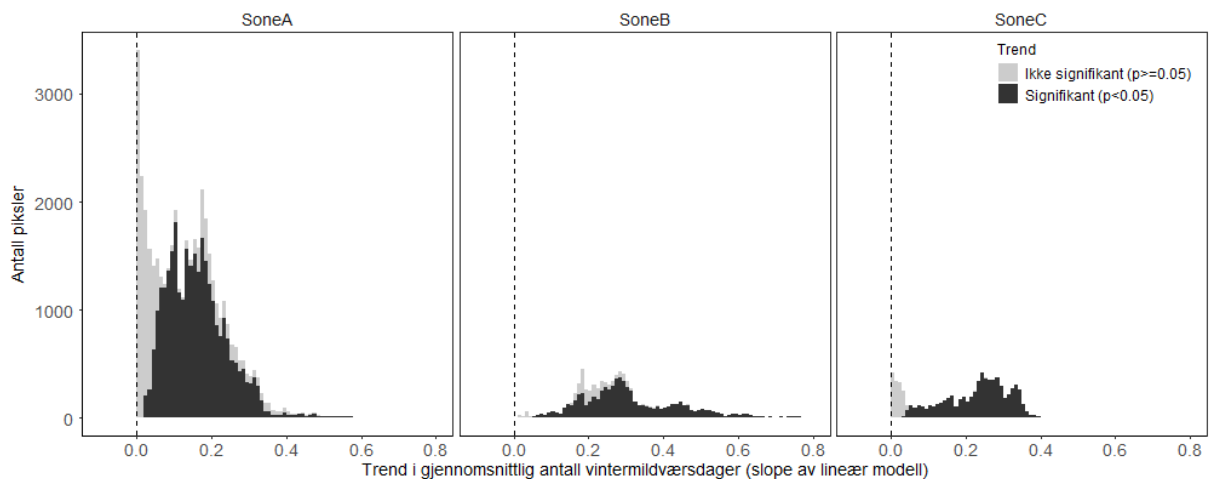 SoneA
SoneB
SoneC
Trend
Ikke signifikant (p>=0.05)
Signifikant (p<0.05)
Antall piksler
3000
2000
1000
0
0.0 0.2 0.4 0.6 0.8
0.0 0.2 0.4 0.6 0.8
0.0 0.2 0.4 0.6 0.8
Trend i gjennomsnittlig antall vintermildværsdager (slope av lineær modell)